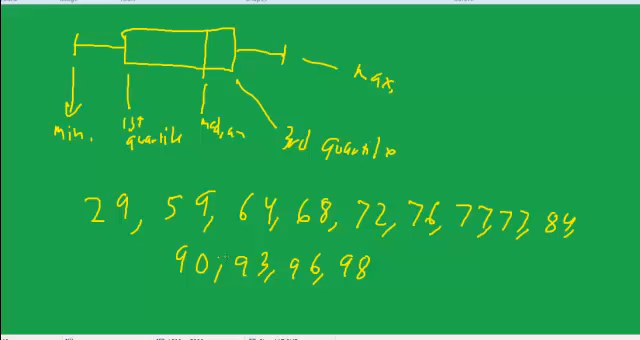 max.
min.
1st quartile
median
3rd quartile
29, 59, 64, 68, 72, 76, 77, 77, 84,
90, 93, 96, 98